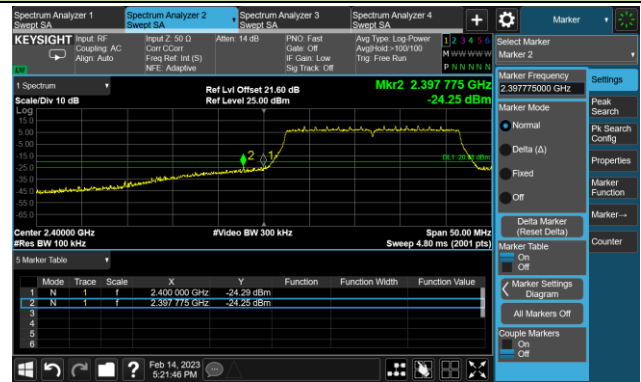 Spectrum Analyzer 1
Swept SA
Spectrum Analyzer 2
Swept SA
Spectrum Analyzer 3
Swept SA
Spectrum Analyzer 4
Swept SA
Marker
KEYSIGHT
Input: RF
Coupling: AC
Align: Auto
Input Z: 50 Ω
Corr CCorr
Freq Ref: Int (S)
NFE: Adaptive
Atten: 14 dB
PNO: Fast
Gate: Off
IF Gain: Low
Sig Track: Off
Avg Type: Log-Power
Avg|Hold:>100/100
Trig: Free Run
1 2 3 4 5 6
M W W W W W
P N N N N N
Select Marker
Marker 2
1 Spectrum
Scale/Div 10 dB
Ref Lvl Offset 21.60 dB
Ref Level 25.00 dBm
Mkr2 2.397 775 GHz
-24.25 dBm
Log
15.0
5.00
-5.00
-15.0
-25.0
-35.0
-45.0
-55.0
-65.0
2
1
Center 2.40000 GHz
#Res BW 100 kHz
#Video BW 300 kHz
Span 50.00 MHz
Sweep 4.80 ms (2001 pts)
5 Marker Table
Mode Trace Scale X Y Function Function Width Function Value
1 N 1 f 2.400 000 GHz -24.29 dBm
2 N 1 f 2.397 775 GHz -24.25 dBm
3
4
5
6
Marker Frequency
2.397775000 GHz
Marker Mode
Normal
Delta (Δ)
Fixed
Off
Delta Marker
(Reset Delta)
Marker Table
On
Off
Marker Settings
Diagram
All Markers Off
Couple Markers
On
Off
Settings
Peak
Search
Pk Search
Config
Properties
Marker
Function
Marker→
Counter
Feb 14, 2023
5:21:46 PM